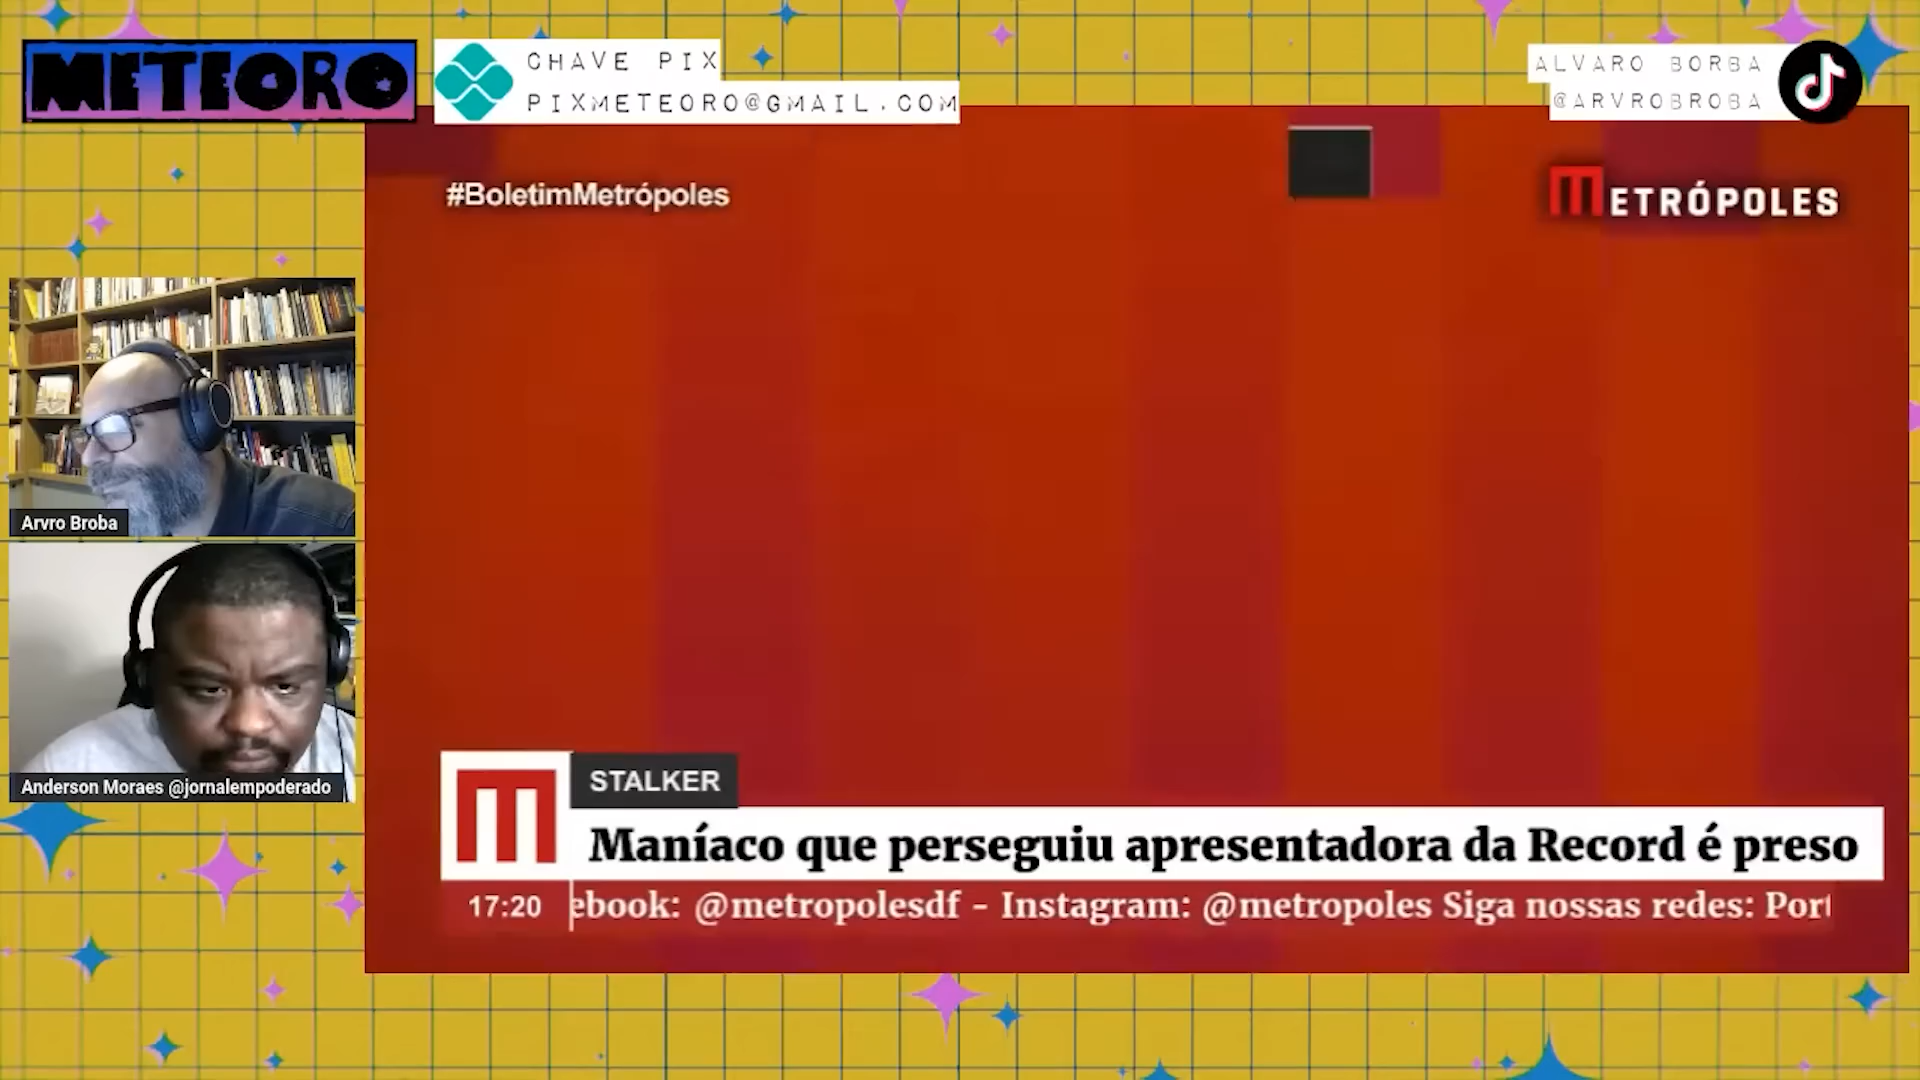 METEORO
CHAVE PIX
PIXMETEORO@GMAIL.COM
ALVARO BORBA
@ARVROBROBA
#BoletimMetrópoles
METRÓPOLES
Arvro Broba
Anderson Moraes @jornalempoderado
STALKER
Maníaco que perseguiu apresentadora da Record é preso
17:20
ebook: @metropolesdf - Instagram: @metropoles Siga nossas redes: Port